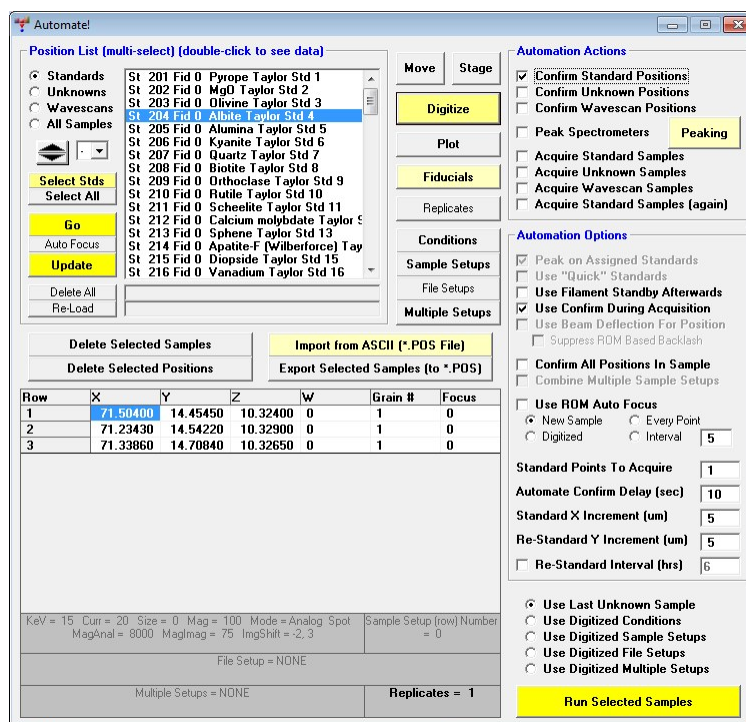 Automate!
Position List (multi-select) (double-click to see data)
Standards
Unknowns
Wavescans
All Samples
-
Select Stds
Select All
Go
Auto Focus
Update
Delete All
Re-Load
St 201 Fid 0 Pyrope Taylor Std 1
St 202 Fid 0 MgO Taylor Std 2
St 203 Fid 0 Olivine Taylor Std 3
St 204 Fid 0 Albite Taylor Std 4
St 205 Fid 0 Alumina Taylor Std 5
St 206 Fid 0 Kyanite Taylor Std 6
St 207 Fid 0 Quartz Taylor Std 7
St 208 Fid 0 Biotite Taylor Std 8
St 209 Fid 0 Orthoclase Taylor Std 9
St 210 Fid 0 Rutile Taylor Std 10
St 211 Fid 0 Scheelite Taylor Std 11
St 212 Fid 0 Calcium molybdate Taylor S
St 213 Fid 0 Sphene Taylor Std 13
St 214 Fid 0 Apatite-F (Wilberforce) Tay
St 215 Fid 0 Diopside Taylor Std 15
St 216 Fid 0 Vanadium Taylor Std 16
Move
Stage
Digitize
Plot
Fiducials
Replicates
Conditions
Sample Setups
File Setups
Multiple Setups
Delete Selected Samples
Import from ASCII (*.POS File)
Delete Selected Positions
Export Selected Samples (to *.POS)
Row X Y Z W Grain # Focus
1 71.50400 14.45450 10.32400 0 1 0
2 71.23430 14.54220 10.32900 0 1 0
3 71.33860 14.70840 10.32650 0 1 0
KeV = 15 Curr = 20 Size = 0 Mag = 100 Mode = Analog Spot
MagAnal = 8000 MagImag = 75 ImgShift = -2, 3
Sample Setup (row) Number
= 0
File Setup = NONE
Multiple Setups = NONE
Replicates = 1
Automation Actions
Confirm Standard Positions
Confirm Unknown Positions
Confirm Wavescan Positions
Peak Spectrometers
Peaking
Acquire Standard Samples
Acquire Unknown Samples
Acquire Wavescan Samples
Acquire Standard Samples (again)
Automation Options
Peak on Assigned Standards
Use "Quick" Standards
Use Filament Standby Afterwards
Use Confirm During Acquisition
Use Beam Deflection For Position
Suppress ROM Based Backlash
Confirm All Positions In Sample
Combine Multiple Sample Setups
Use ROM Auto Focus
New Sample Every Point
Digitized Interval 5
Standard Points To Acquire 1
Automate Confirm Delay (sec) 10
Standard X Increment (um) 5
Re-Standard Y Increment (um) 5
Re-Standard Interval (hrs) 6
Use Last Unknown Sample
Use Digitized Conditions
Use Digitized Sample Setups
Use Digitized File Setups
Use Digitized Multiple Setups
Run Selected Samples